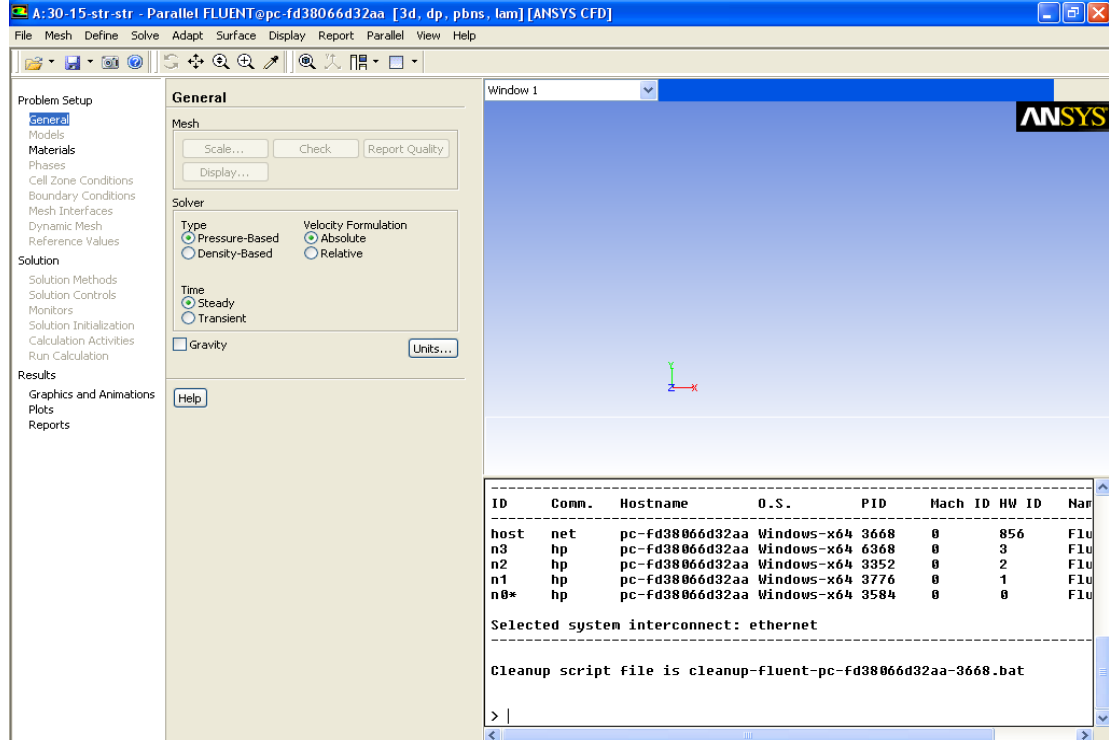 A:30-15-str-str - Parallel FLUENT@pc-fd38066d32aa [3d, dp, pbns, lam] [ANSYS CFD]
File Mesh Define Solve Adapt Surface Display Report Parallel View Help
Problem Setup
General
Models
Materials
Phases
Cell Zone Conditions
Boundary Conditions
Mesh Interfaces
Dynamic Mesh
Reference Values
Solution
Solution Methods
Solution Controls
Monitors
Solution Initialization
Calculation Activities
Run Calculation
Results
Graphics and Animations
Plots
Reports
General
Mesh
Scale... Check Report Quality
Display...
Solver
Type Velocity Formulation
Pressure-Based Absolute
Density-Based Relative
Time
Steady
Transient
Gravity Units...
Help
Window 1
ANSYS
Y
Z X
ID Comm. Hostname O.S. PID Mach ID HW ID Nam
host net pc-fd38066d32aa Windows-x64 3668 0 856 Flu
n3 hp pc-fd38066d32aa Windows-x64 6368 0 3 Flu
n2 hp pc-fd38066d32aa Windows-x64 3352 0 2 Flu
n1 hp pc-fd38066d32aa Windows-x64 3776 0 1 Flu
n0* hp pc-fd38066d32aa Windows-x64 3584 0 0 Flu
Selected system interconnect: ethernet
Cleanup script file is cleanup-fluent-pc-fd38066d32aa-3668.bat
>